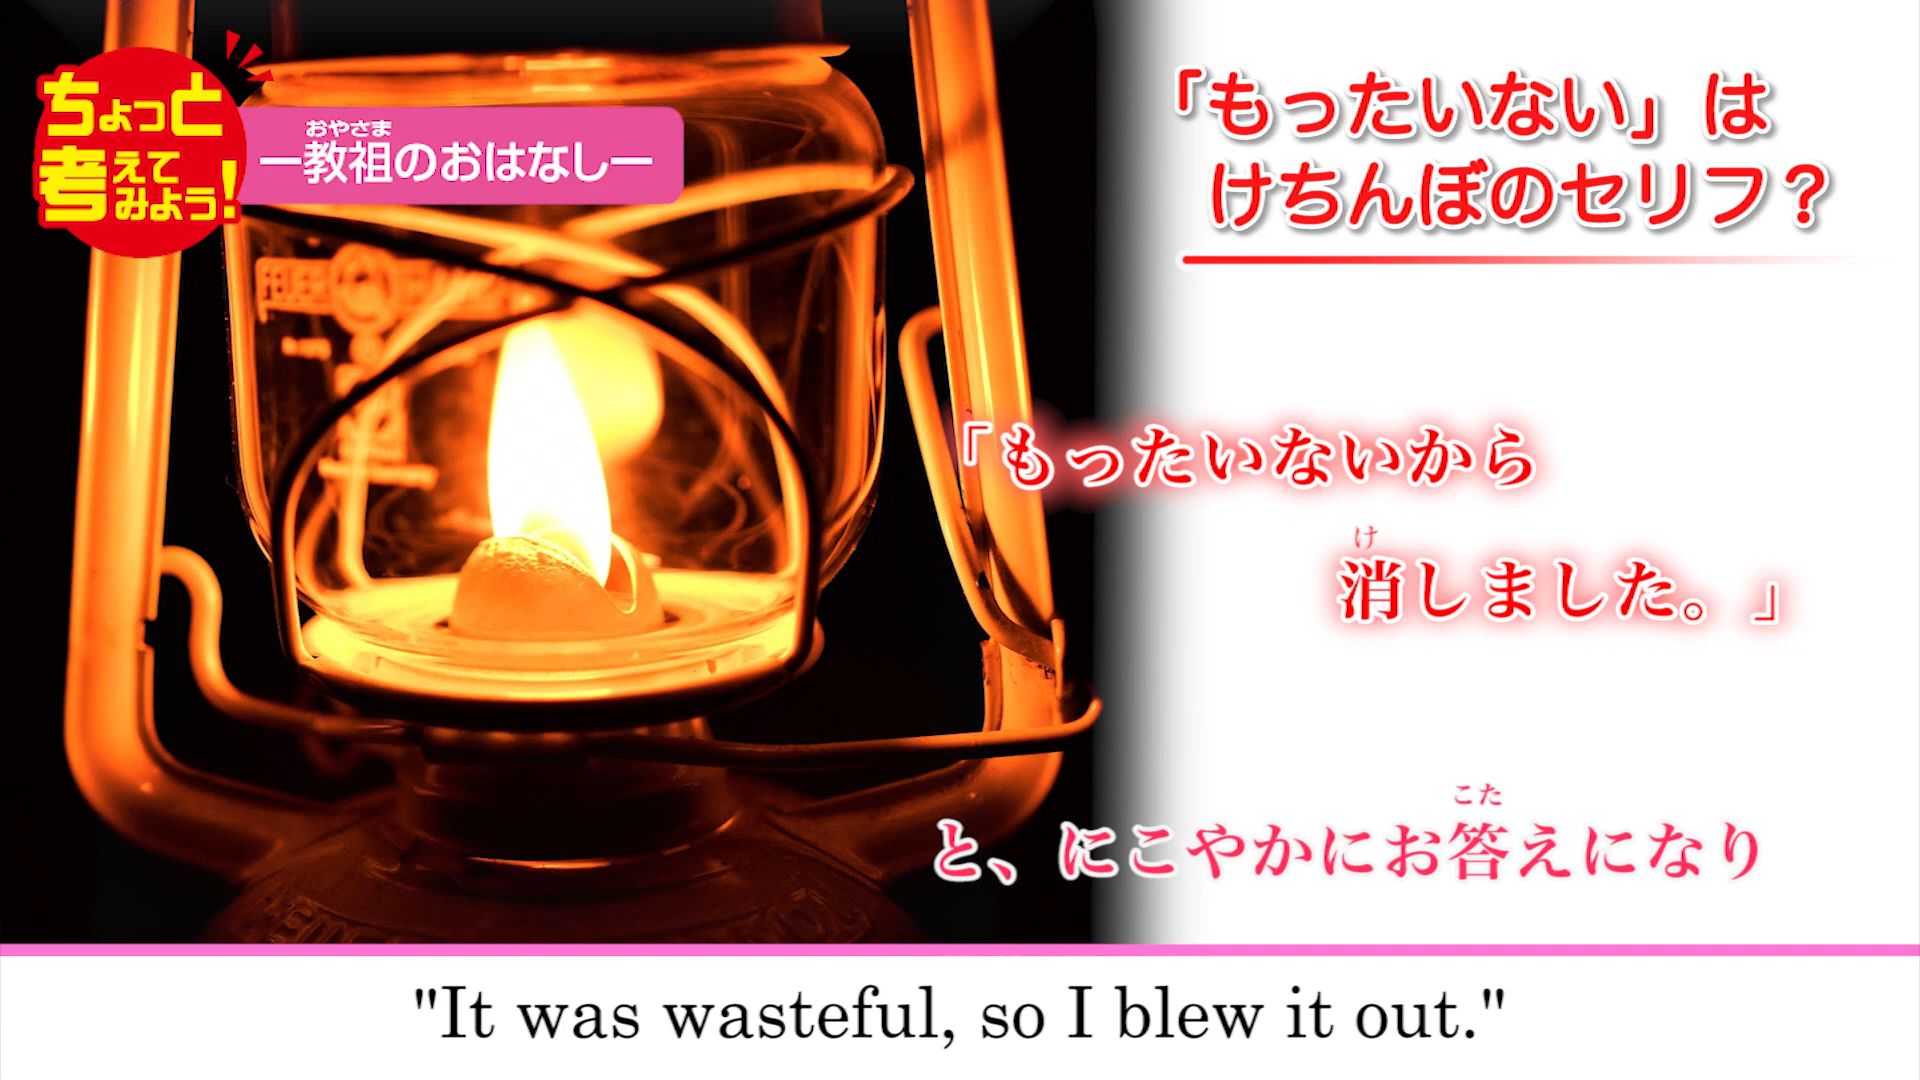 ちょっと
考えて
みよう!
おやさま
ー教祖のおはなしー
「もったいない」は
けちんぼのセリフ？
「もったいないから
け
消しました。」
こた
と、にこやかにお答えになり
"It was wasteful, so I blew it out."